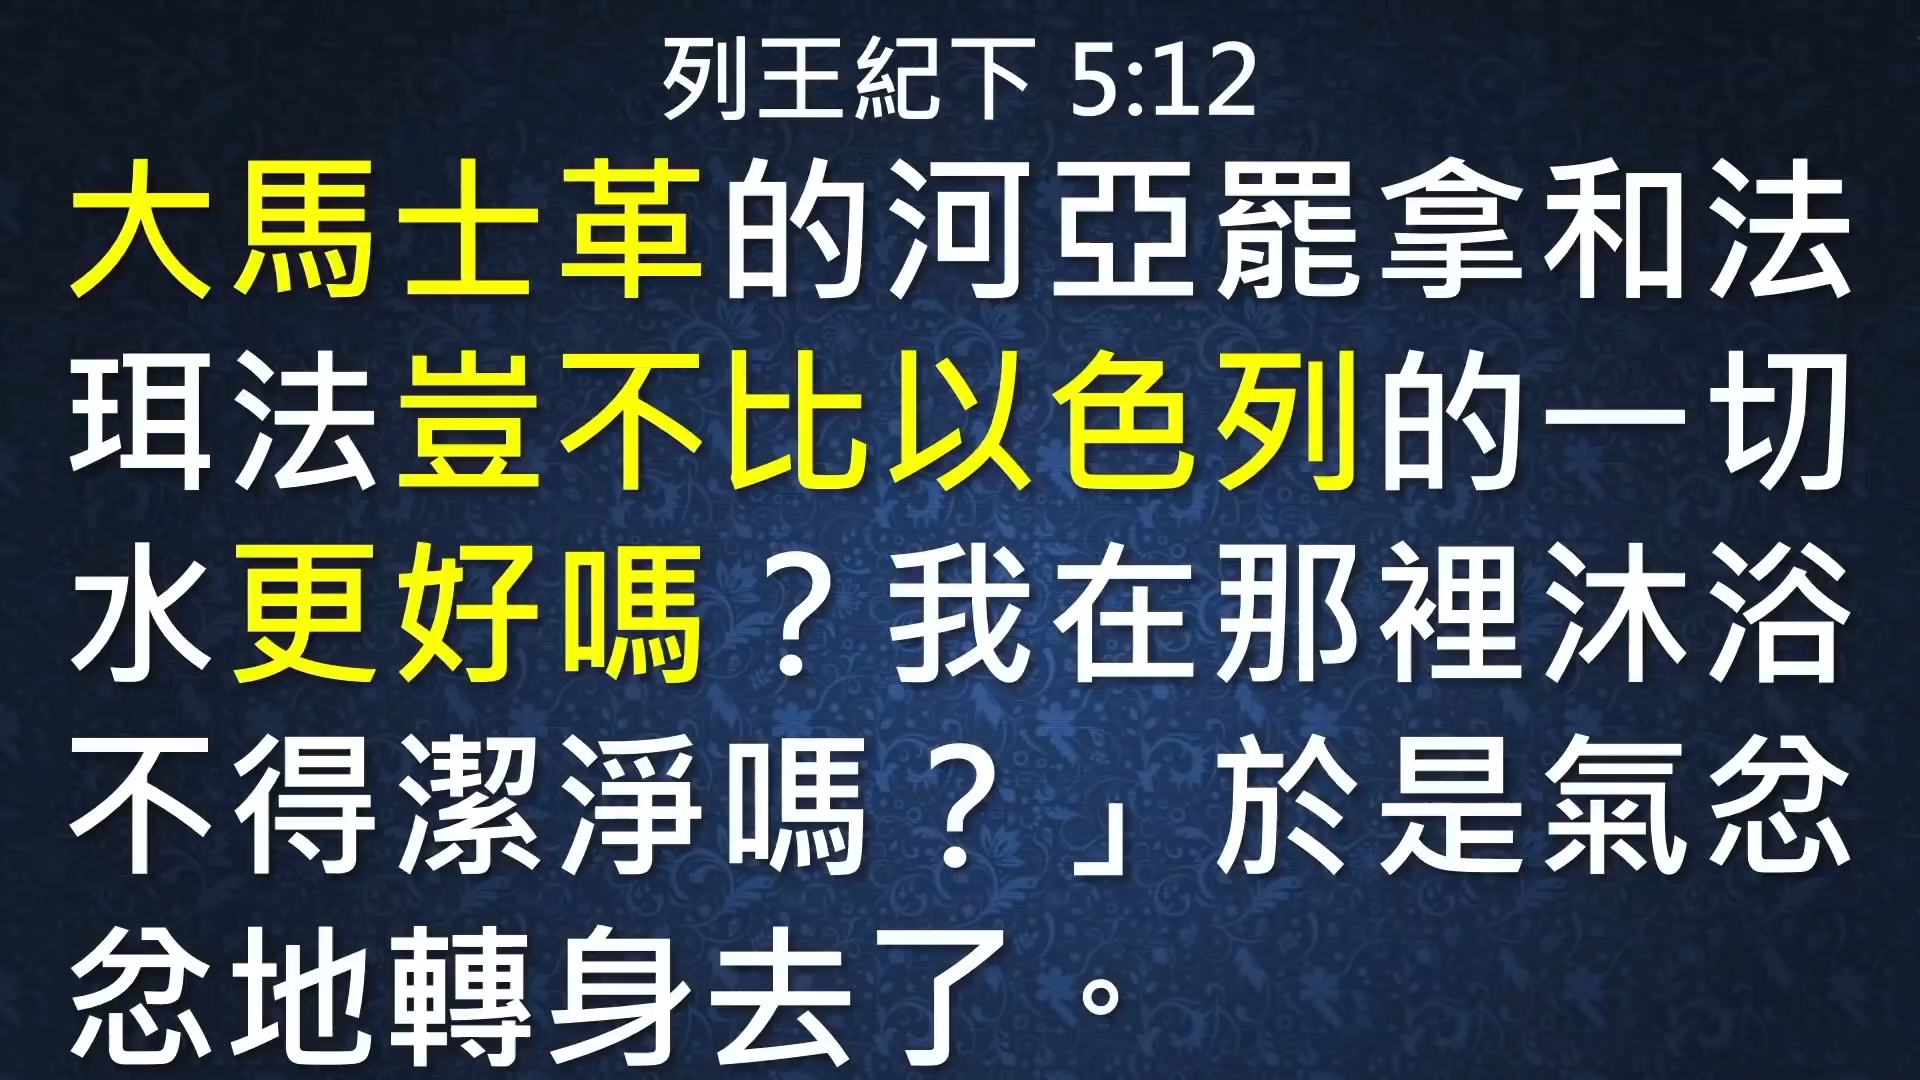 列王紀下 5:12
大馬士革的河亞罷拿和法
珥法豈不比以色列的一切
水更好嗎？我在那裡沐浴
不得潔淨嗎？」於是氣忿
忿地轉身去了。